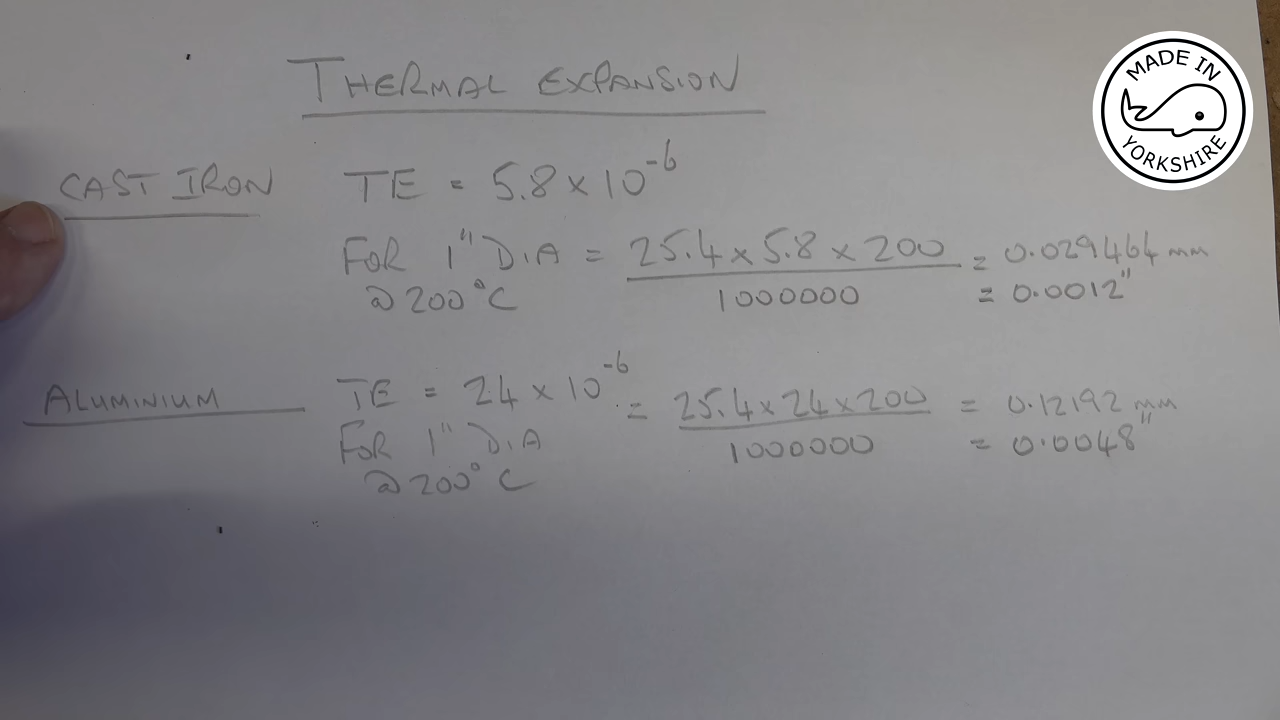 THERMAL EXPANSION
CAST IRON TE = 5.8 x 10⁻⁶
FOR 1" DIA = 25.4 x 5.8 x 200 / 1000000 = 0.029464 mm
@ 200°C = 0.0012"
ALUMINIUM TE = 24 x 10⁻⁶ = 25.4 x 24 x 200 / 1000000 = 0.12192 mm
FOR 1" DIA = 0.0048"
@ 200°C
MADE IN
YORKSHIRE